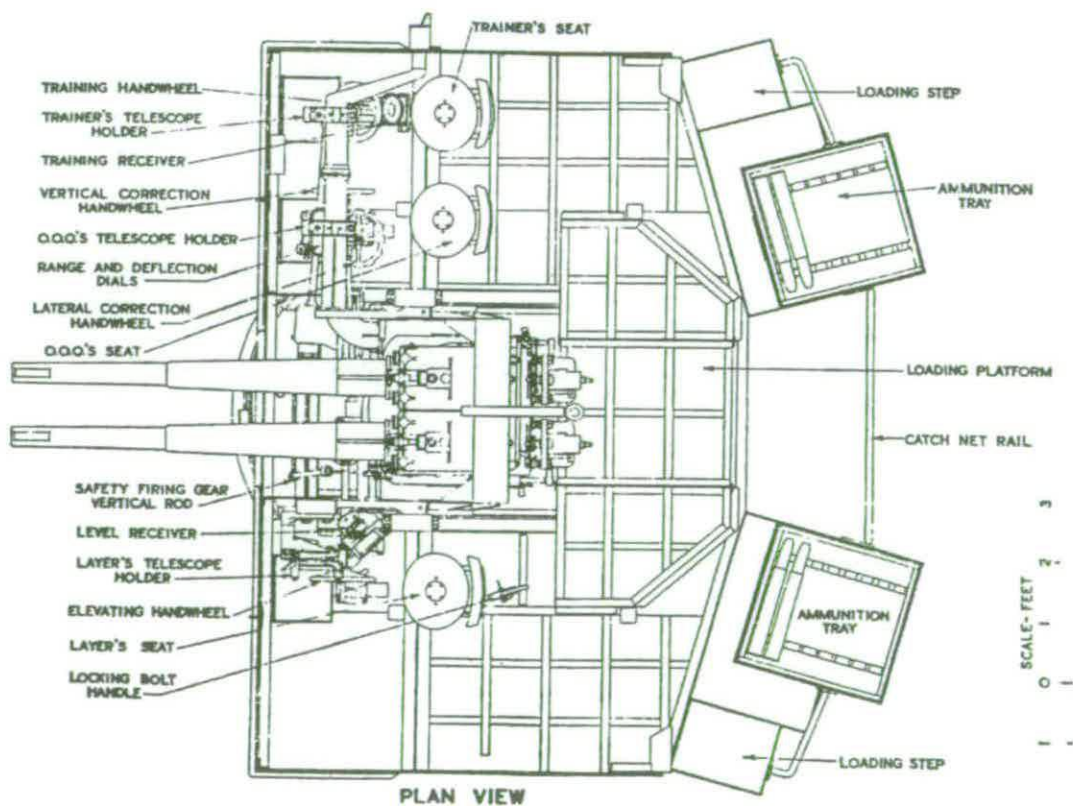 TRAINER'S SEAT
TRAINING HANDWHEEL
TRAINER'S TELESCOPE
HOLDER
TRAINING RECEIVER
VERTICAL CORRECTION
HANDWHEEL
O.O.Q.'S TELESCOPE HOLDER
RANGE AND DEFLECTION
DIALS
LATERAL CORRECTION
HANDWHEEL
O.O.Q.'S SEAT
SAFETY FIRING GEAR
VERTICAL ROD
LEVEL RECEIVER
LAYER'S TELESCOPE
HOLDER
ELEVATING HANDWHEEL
LAYER'S SEAT
LOCKING BOLT
HANDLE
LOADING STEP
AMMUNITION
TRAY
LOADING PLATFORM
CATCH NET RAIL
AMMUNITION
TRAY
LOADING STEP
SCALE-FEET
3
2
1
0
1
PLAN VIEW